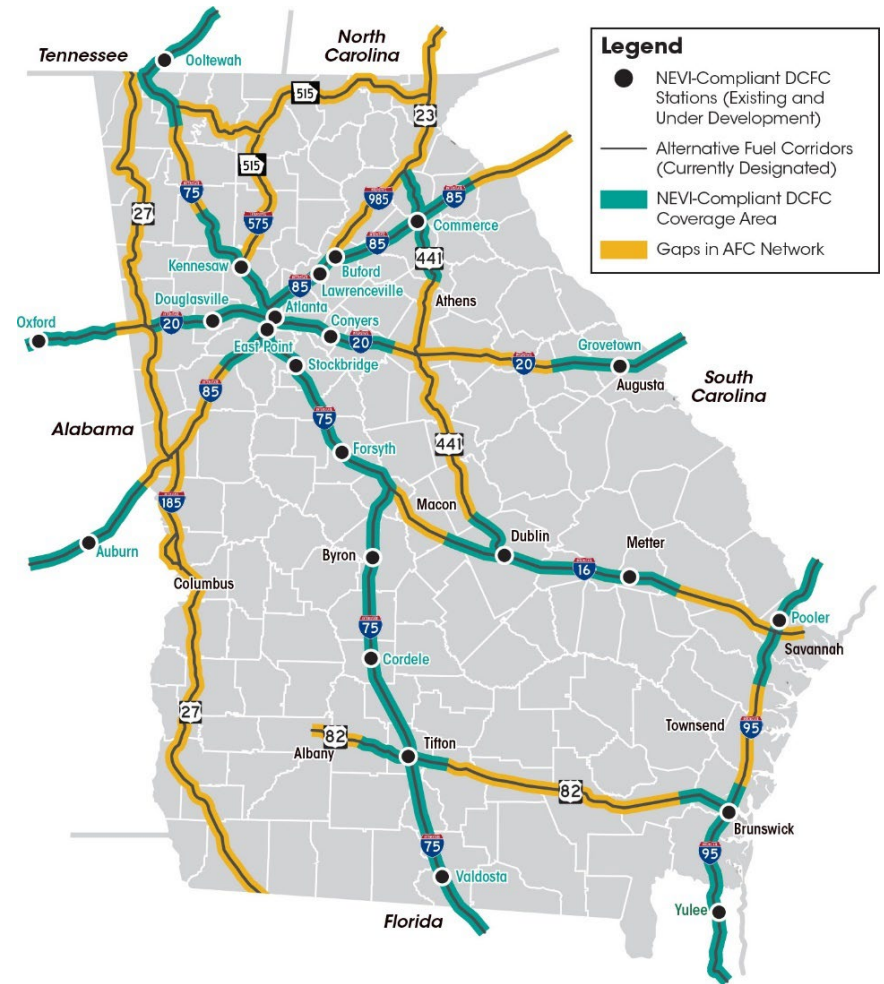 Tennessee
North
Carolina
Ooltewah
Legend
NEVI-Compliant DCFC
Stations (Existing and
Under Development)
Alternative Fuel Corridors
(Currently Designated)
NEVI-Compliant DCFC
Coverage Area
Gaps in AFC Network
515
23
515
75
27
985
85
575
Commerce
85
441
Kennesaw
Buford
85
Lawrenceville
Athens
Douglasville
Atlanta
Oxford
20
Conyers
20
East Point
Grovetown
Stockbridge
20
Augusta
85
South
Carolina
75
Alabama
441
Forsyth
185
Macon
Auburn
Dublin
Metter
Byron
16
Columbus
Pooler
75
Savannah
Cordele
27
Townsend
95
82
Tifton
Albany
82
Brunswick
75
95
Valdosta
Yulee
Florida